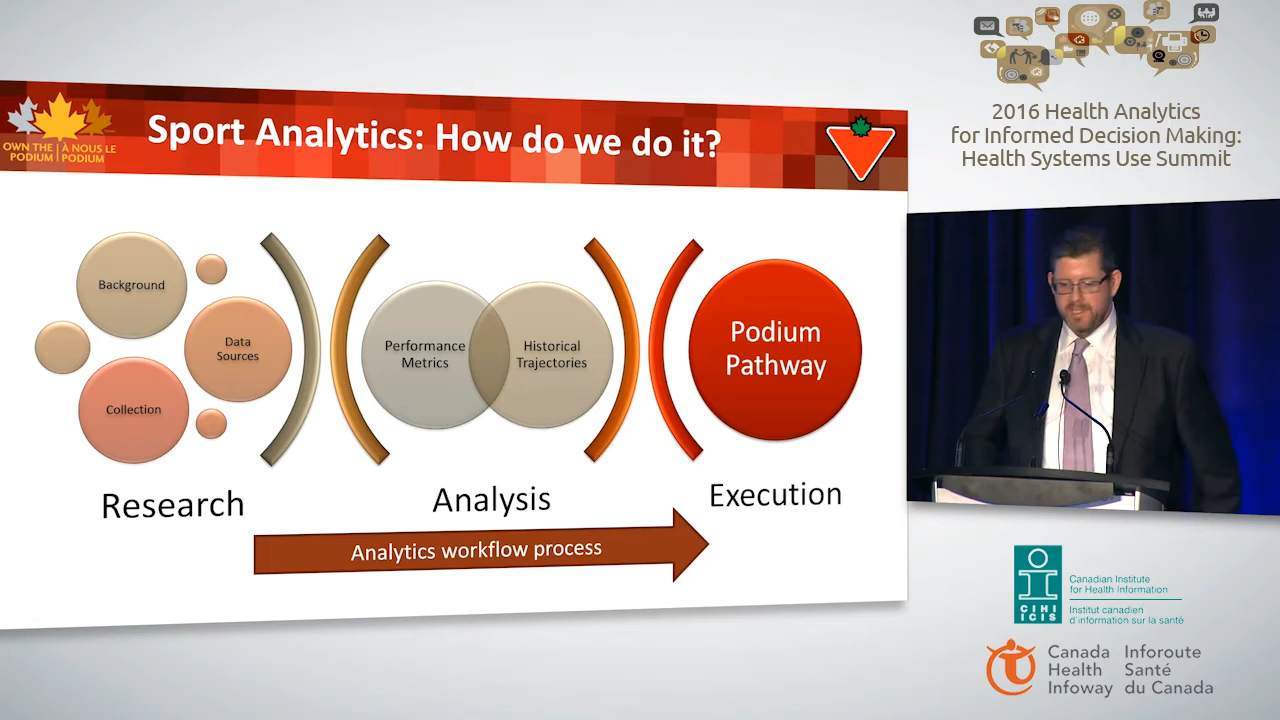 2016 Health Analytics
for Informed Decision Making:
Health Systems Use Summit
OWN THE PODIUM
À NOUS LE PODIUM
Sport Analytics: How do we do it?
Background
Data
Sources
Collection
Performance
Metrics
Historical
Trajectories
Podium
Pathway
Research
Analysis
Execution
Analytics workflow process
CIHI
ICIS
Canadian Institute
for Health Information
Institut canadien
d'information sur la santé
Canada
Health
Infoway
Inforoute
Santé
du Canada